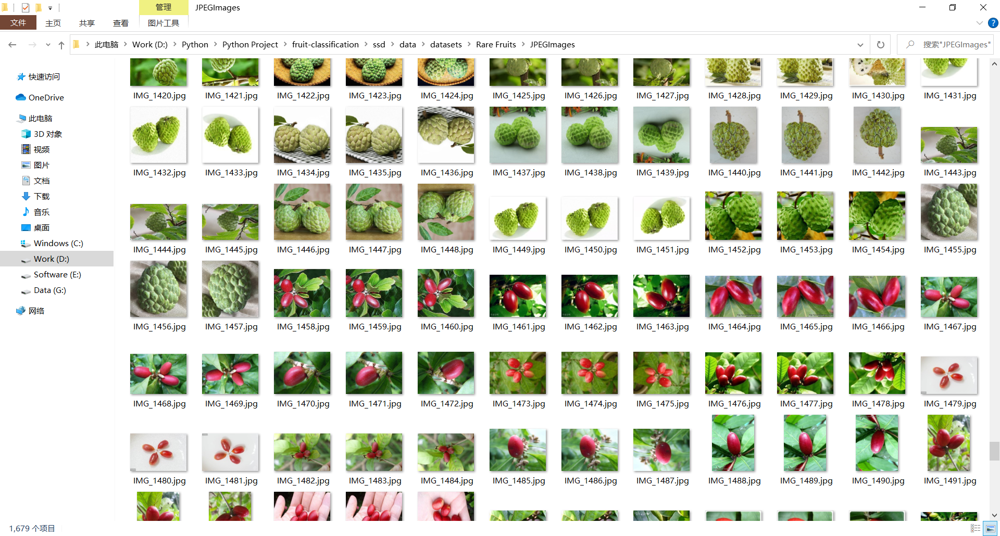 管理
JPEGImages
文件
主页
共享
查看
图片工具
?
此电脑 > Work (D:) > Python > Python Project > fruit-classification > ssd > data > datasets > Rare Fruits > JPEGImages
搜索"JPEGImages"
快速访问
OneDrive
此电脑
3D 对象
视频
图片
文档
下载
音乐
桌面
Windows (C:)
Work (D:)
Software (E:)
Data (G:)
网络
IMG_1420.jpg IMG_1421.jpg IMG_1422.jpg IMG_1423.jpg IMG_1424.jpg IMG_1425.jpg IMG_1426.jpg IMG_1427.jpg IMG_1428.jpg IMG_1429.jpg IMG_1430.jpg IMG_1431.jpg
IMG_1432.jpg IMG_1433.jpg IMG_1434.jpg IMG_1435.jpg IMG_1436.jpg IMG_1437.jpg IMG_1438.jpg IMG_1439.jpg IMG_1440.jpg IMG_1441.jpg IMG_1442.jpg IMG_1443.jpg
IMG_1444.jpg IMG_1445.jpg IMG_1446.jpg IMG_1447.jpg IMG_1448.jpg IMG_1449.jpg IMG_1450.jpg IMG_1451.jpg IMG_1452.jpg IMG_1453.jpg IMG_1454.jpg IMG_1455.jpg
IMG_1456.jpg IMG_1457.jpg IMG_1458.jpg IMG_1459.jpg IMG_1460.jpg IMG_1461.jpg IMG_1462.jpg IMG_1463.jpg IMG_1464.jpg IMG_1465.jpg IMG_1466.jpg IMG_1467.jpg
IMG_1468.jpg IMG_1469.jpg IMG_1470.jpg IMG_1471.jpg IMG_1472.jpg IMG_1473.jpg IMG_1474.jpg IMG_1475.jpg IMG_1476.jpg IMG_1477.jpg IMG_1478.jpg IMG_1479.jpg
IMG_1480.jpg IMG_1481.jpg IMG_1482.jpg IMG_1483.jpg IMG_1484.jpg IMG_1485.jpg IMG_1486.jpg IMG_1487.jpg IMG_1488.jpg IMG_1489.jpg IMG_1490.jpg IMG_1491.jpg
1,679 个项目